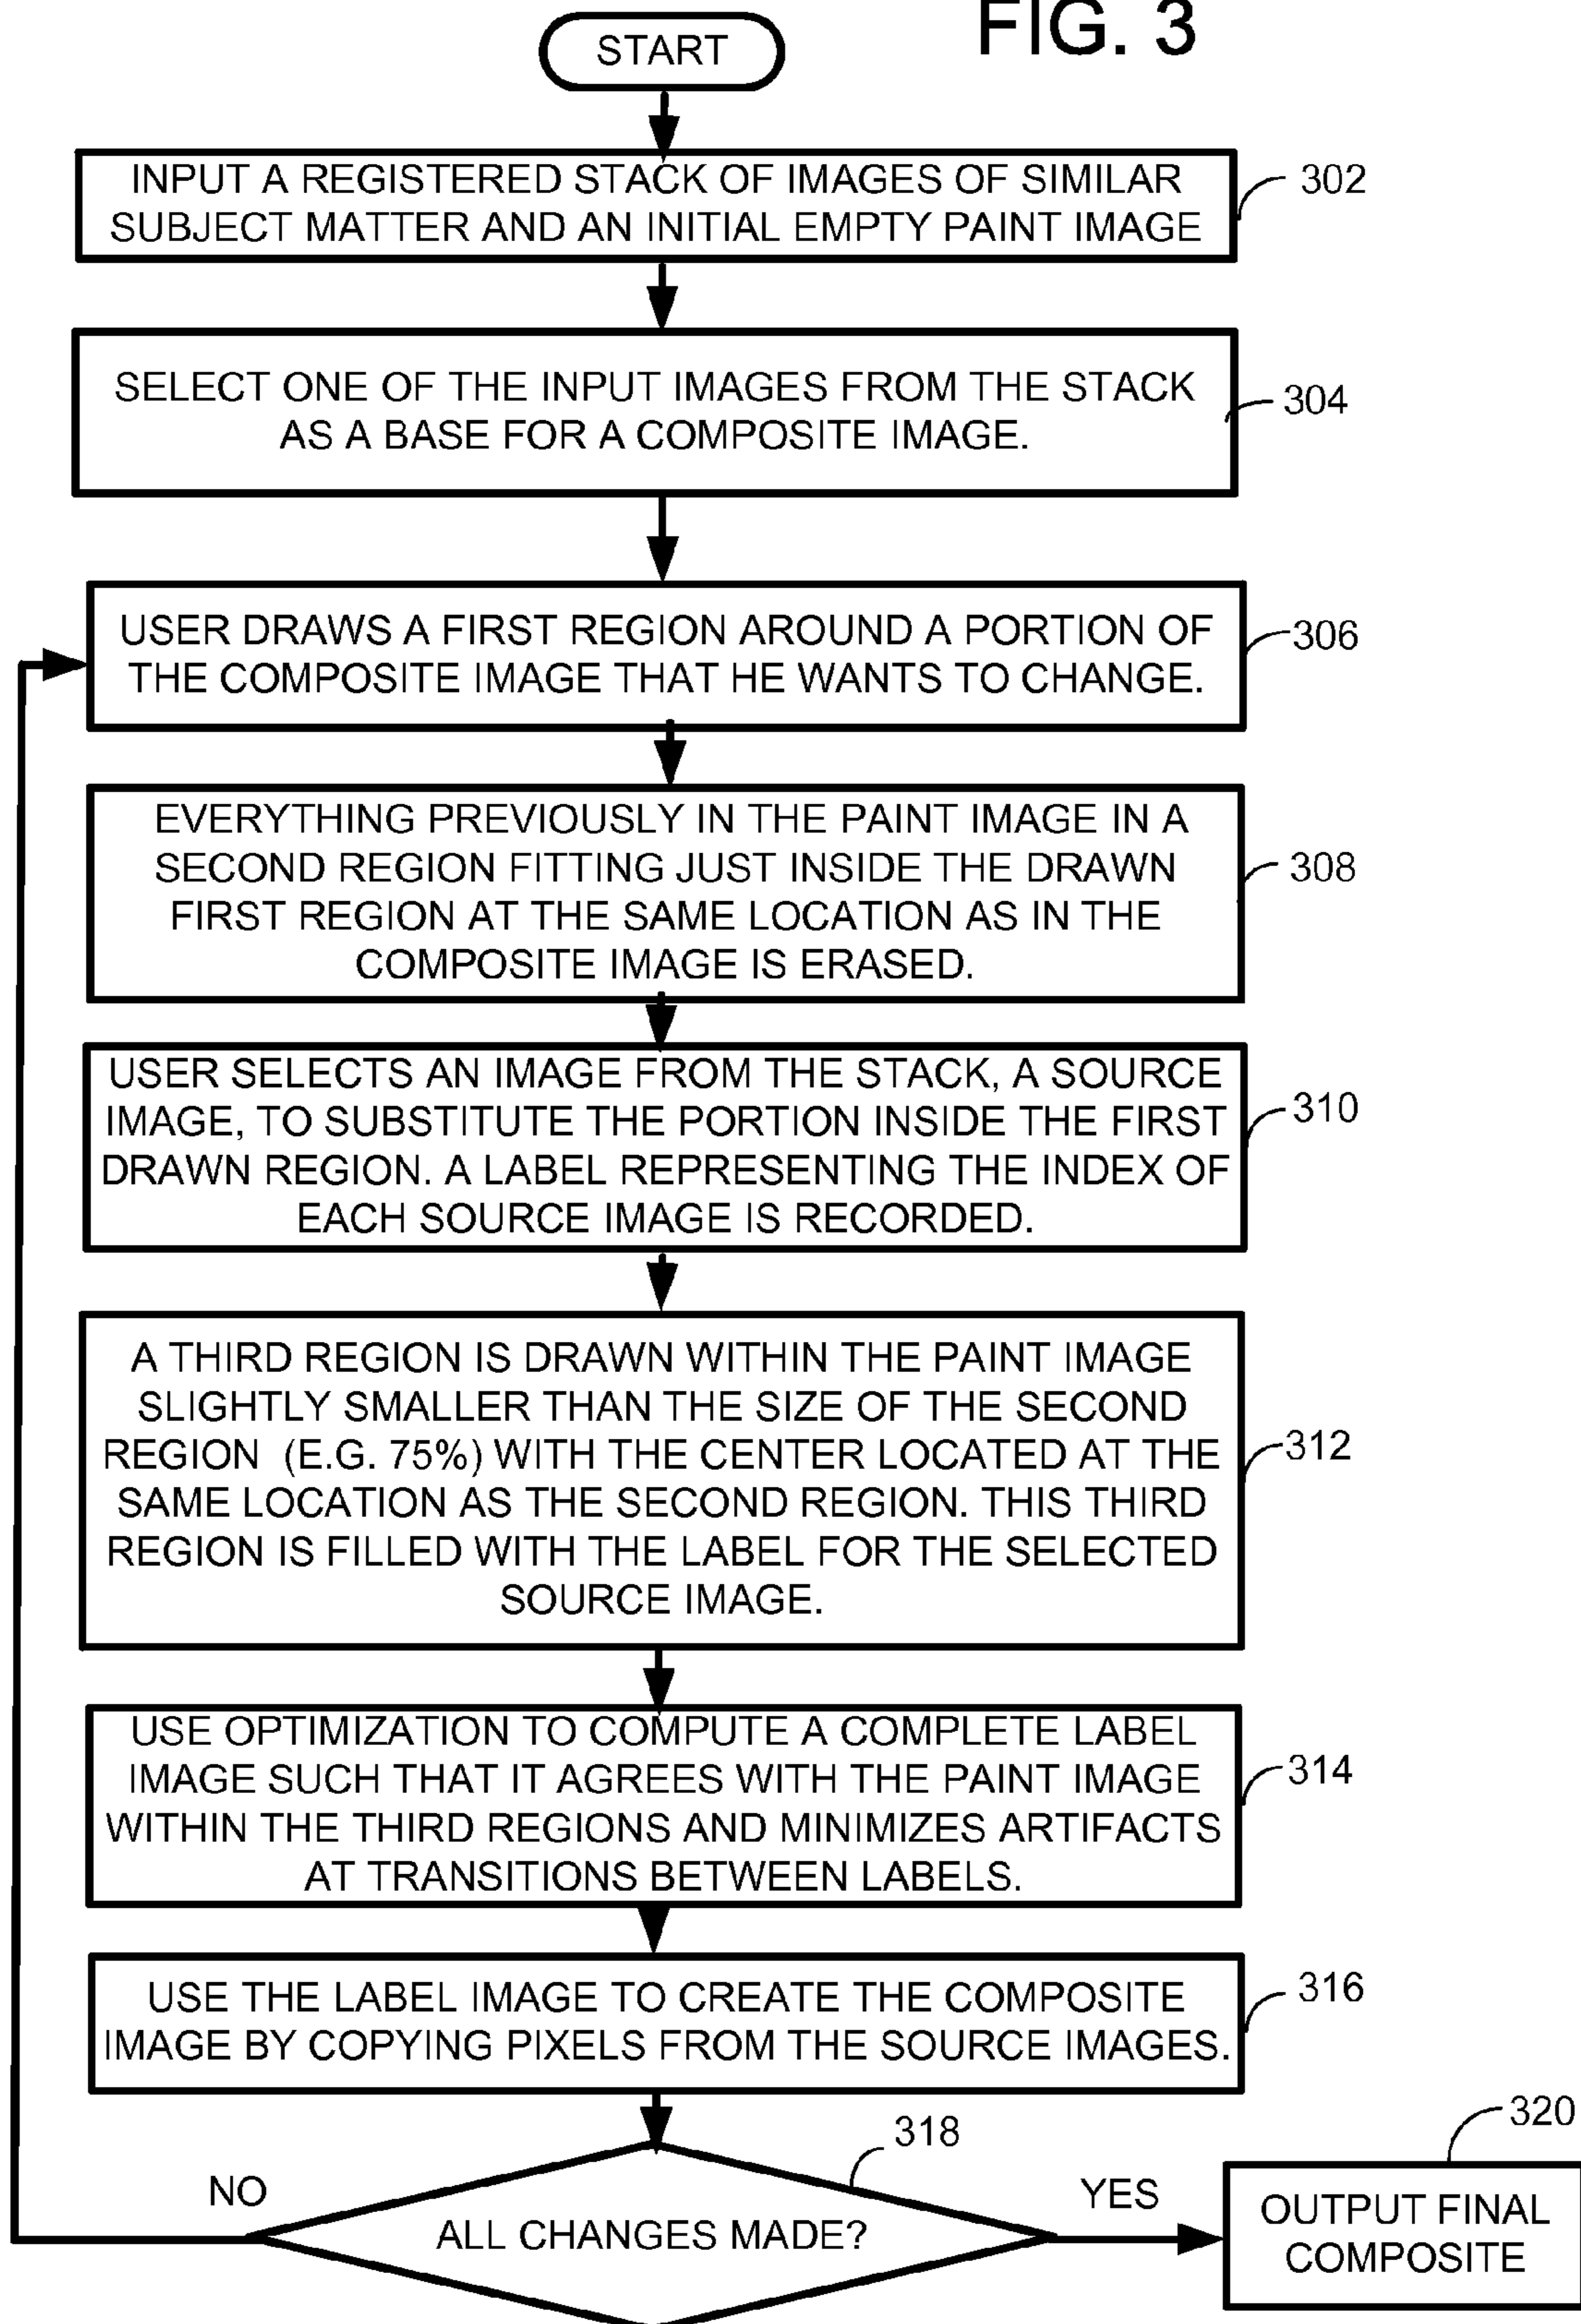 FIG. 3
START
INPUT A REGISTERED STACK OF IMAGES OF SIMILAR
SUBJECT MATTER AND AN INITIAL EMPTY PAINT IMAGE
302
SELECT ONE OF THE INPUT IMAGES FROM THE STACK
AS A BASE FOR A COMPOSITE IMAGE.
304
USER DRAWS A FIRST REGION AROUND A PORTION OF
THE COMPOSITE IMAGE THAT HE WANTS TO CHANGE.
306
EVERYTHING PREVIOUSLY IN THE PAINT IMAGE IN A
SECOND REGION FITTING JUST INSIDE THE DRAWN
FIRST REGION AT THE SAME LOCATION AS IN THE
COMPOSITE IMAGE IS ERASED.
308
USER SELECTS AN IMAGE FROM THE STACK, A SOURCE
IMAGE, TO SUBSTITUTE THE PORTION INSIDE THE FIRST
DRAWN REGION. A LABEL REPRESENTING THE INDEX OF
EACH SOURCE IMAGE IS RECORDED.
310
A THIRD REGION IS DRAWN WITHIN THE PAINT IMAGE
SLIGHTLY SMALLER THAN THE SIZE OF THE SECOND
REGION (E.G. 75%) WITH THE CENTER LOCATED AT THE
SAME LOCATION AS THE SECOND REGION. THIS THIRD
REGION IS FILLED WITH THE LABEL FOR THE SELECTED
SOURCE IMAGE.
312
USE OPTIMIZATION TO COMPUTE A COMPLETE LABEL
IMAGE SUCH THAT IT AGREES WITH THE PAINT IMAGE
WITHIN THE THIRD REGIONS AND MINIMIZES ARTIFACTS
AT TRANSITIONS BETWEEN LABELS.
314
USE THE LABEL IMAGE TO CREATE THE COMPOSITE
IMAGE BY COPYING PIXELS FROM THE SOURCE IMAGES.
316
318
NO
ALL CHANGES MADE?
YES
320
OUTPUT FINAL
COMPOSITE